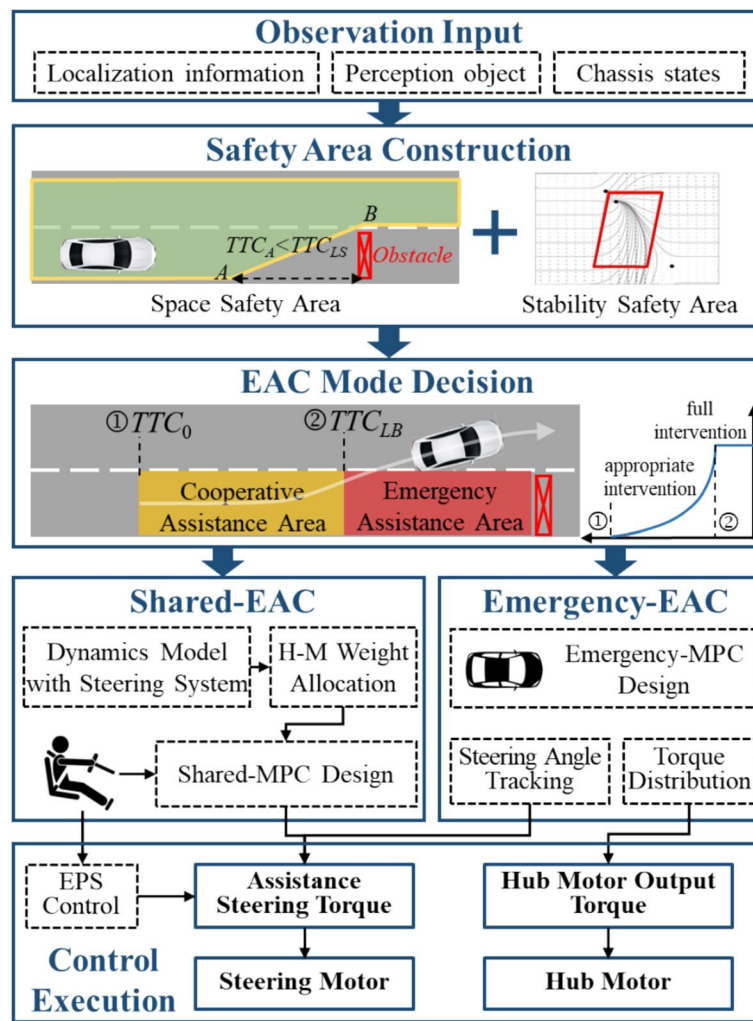 Observation Input
Localization information
Perception object
Chassis states
Safety Area Construction
B
TTC_A<TTC_LS
A
Obstacle
Space Safety Area
Stability Safety Area
EAC Mode Decision
①TTC_0
②TTC_LB
Cooperative
Assistance Area
Emergency
Assistance Area
full
intervention
appropriate
intervention
①
②
Shared-EAC
Dynamics Model
with Steering System
H-M Weight
Allocation
Shared-MPC Design
Emergency-EAC
Emergency-MPC
Design
Steering Angle
Tracking
Torque
Distribution
EPS
Control
Assistance
Steering Torque
Hub Motor Output
Torque
Control
Execution
Steering Motor
Hub Motor